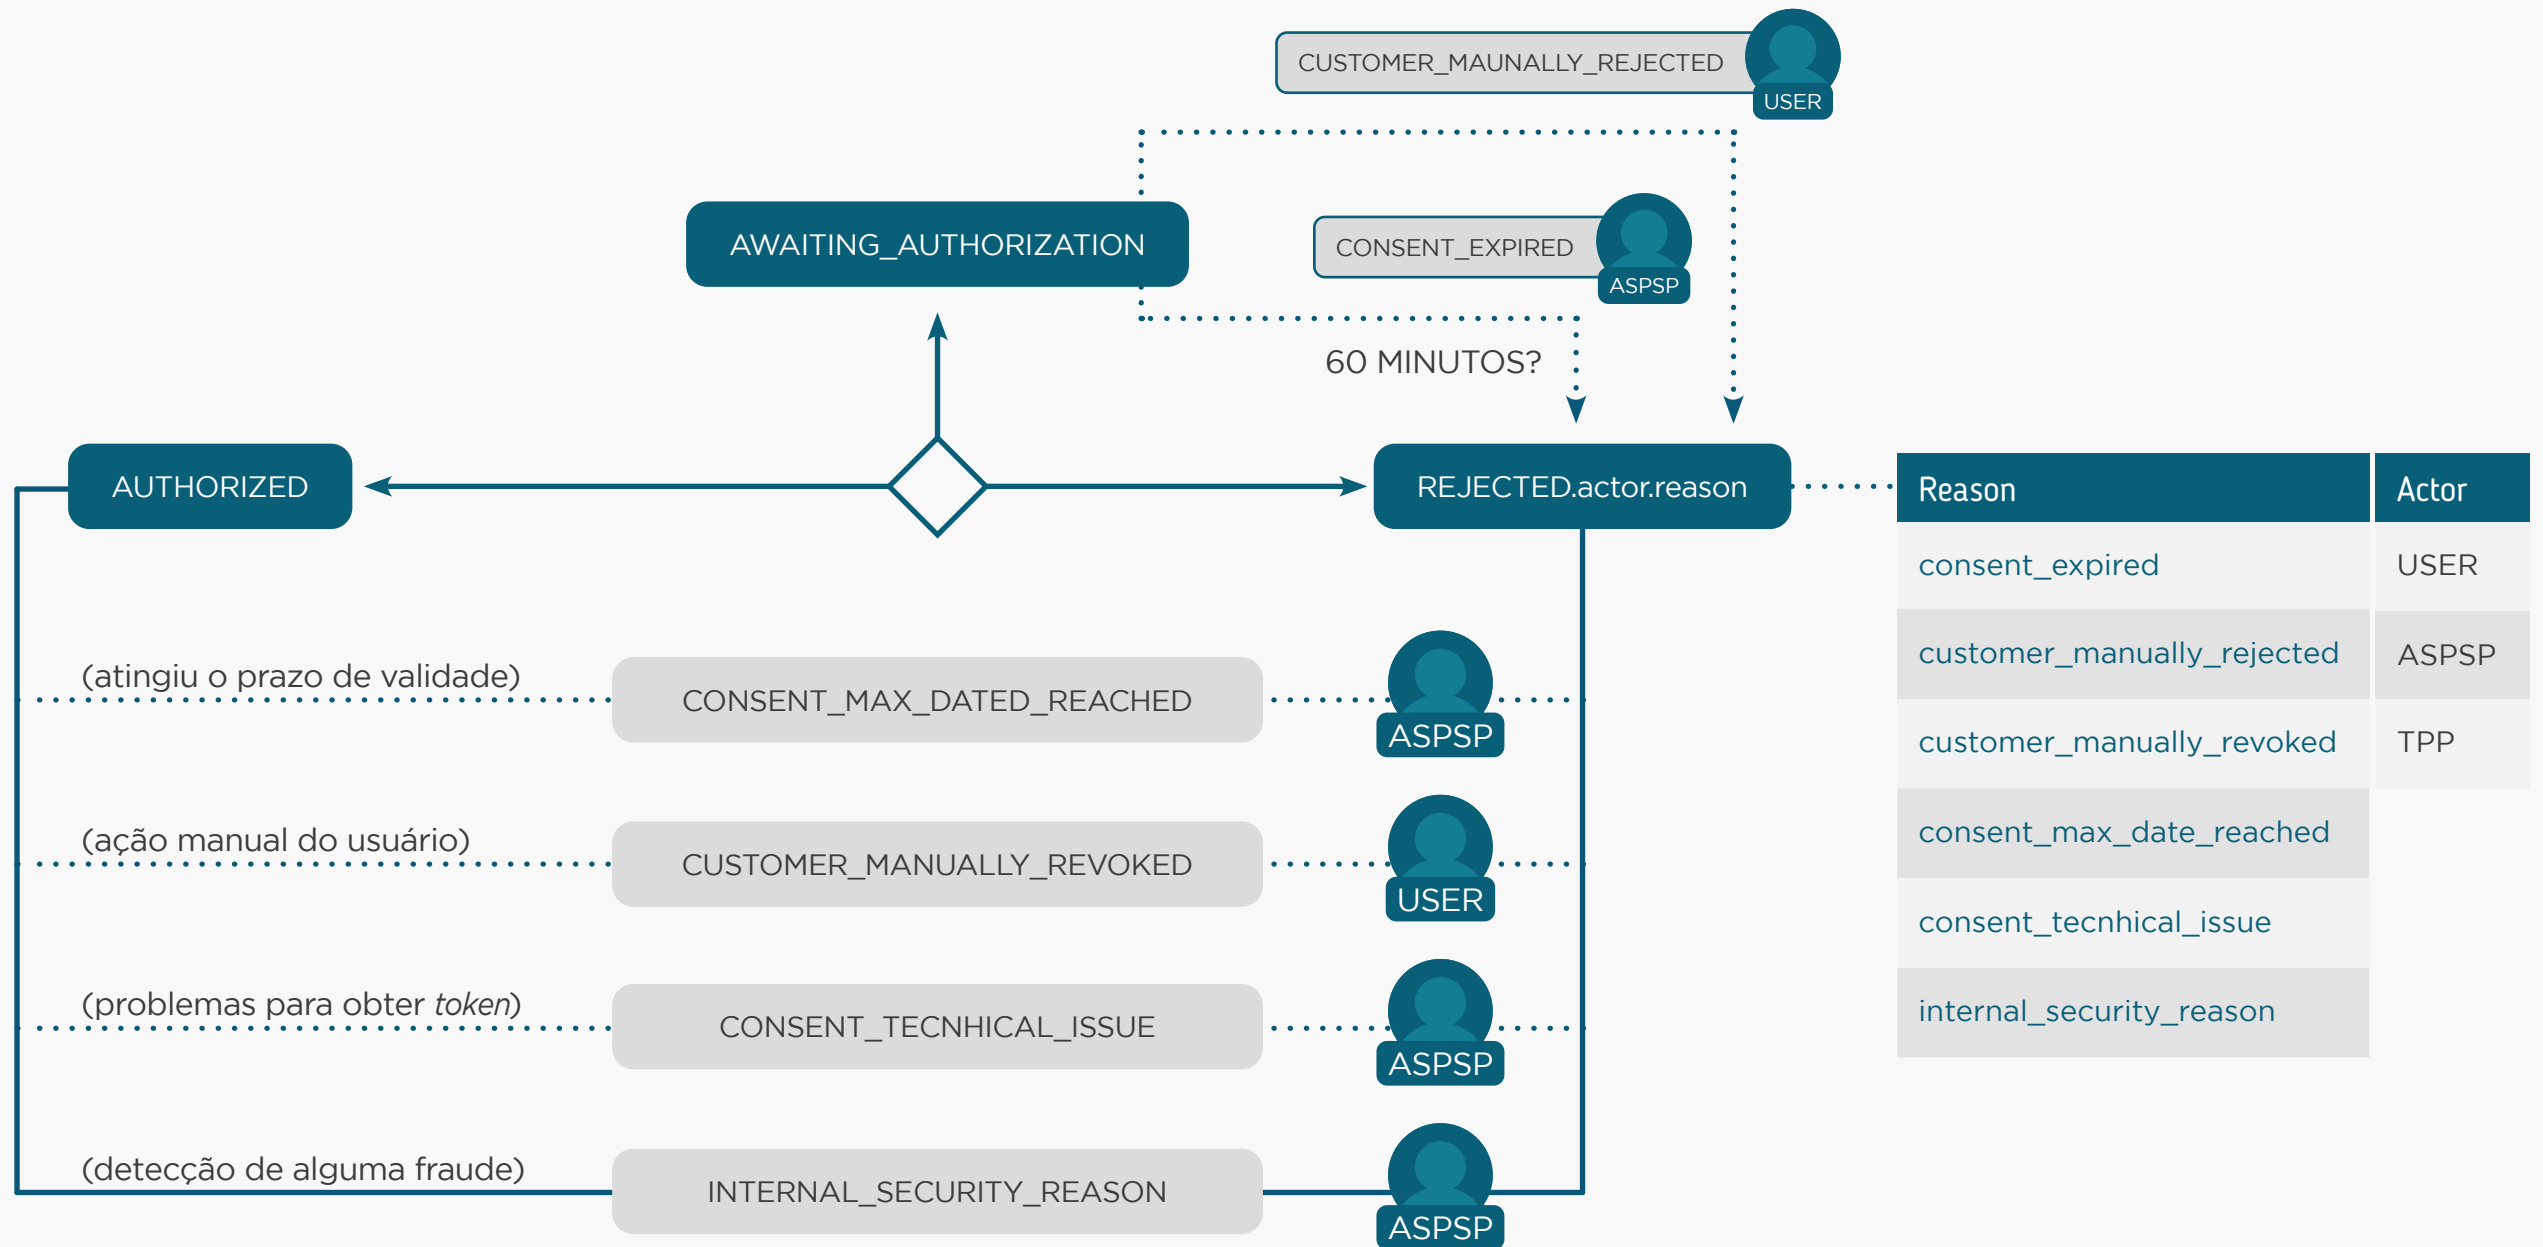 CUSTOMER_MAUNALLY_REJECTED
USER
AWAITING_AUTHORIZATION
CONSENT_EXPIRED
ASPSP
60 MINUTOS?
AUTHORIZED
REJECTED.actor.reason
Reason
Actor
consent_expired
USER
customer_manually_rejected
ASPSP
customer_manually_revoked
TPP
consent_max_date_reached
consent_tecnhical_issue
internal_security_reason
(atingiu o prazo de validade)
CONSENT_MAX_DATED_REACHED
ASPSP
(ação manual do usuário)
CUSTOMER_MANUALLY_REVOKED
USER
(problemas para obter token)
CONSENT_TECNHICAL_ISSUE
ASPSP
(detecção de alguma fraude)
INTERNAL_SECURITY_REASON
ASPSP